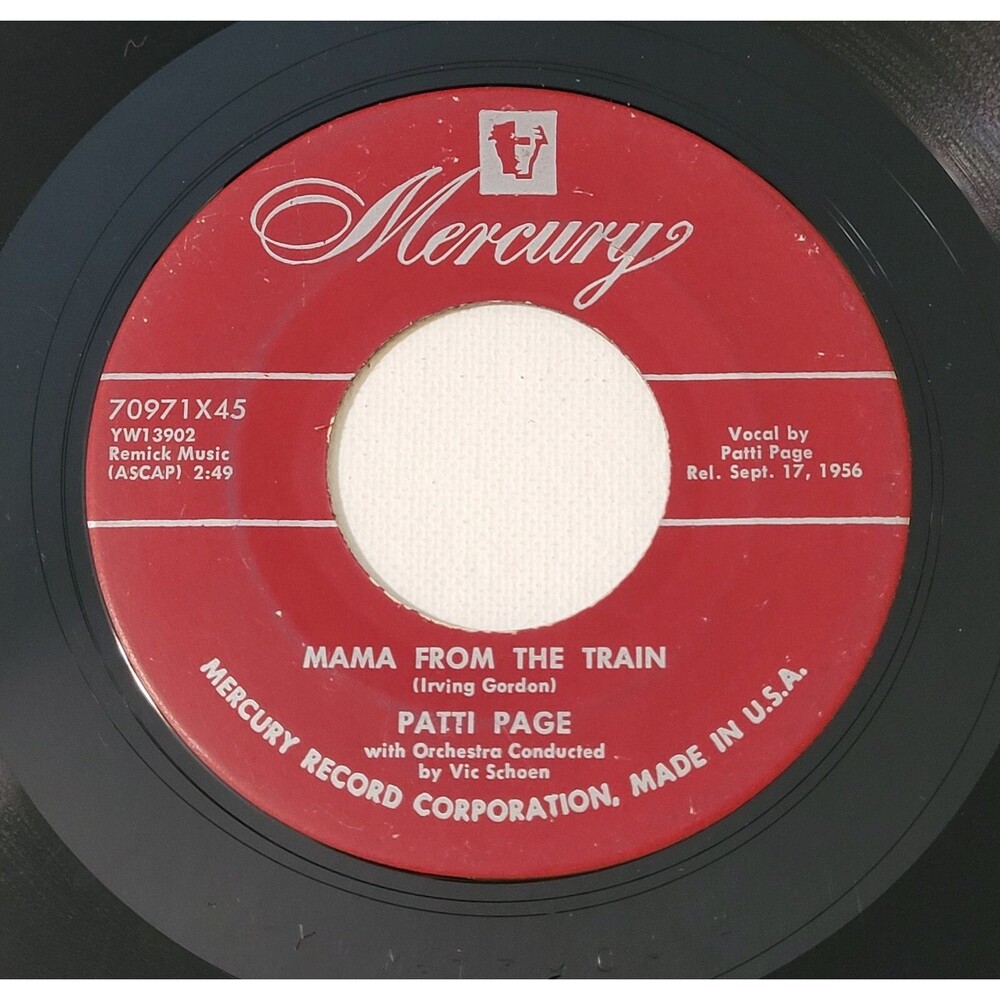 Mercury
70971X45
YW13902
Remick Music
(ASCAP) 2:49
Vocal by
Patti Page
Rel. Sept. 17, 1956
MAMA FROM THE TRAIN
(Irving Gordon)
PATTI PAGE
with Orchestra Conducted
by Vic Schoen
MERCURY RECORD CORPORATION, MADE IN U.S.A.